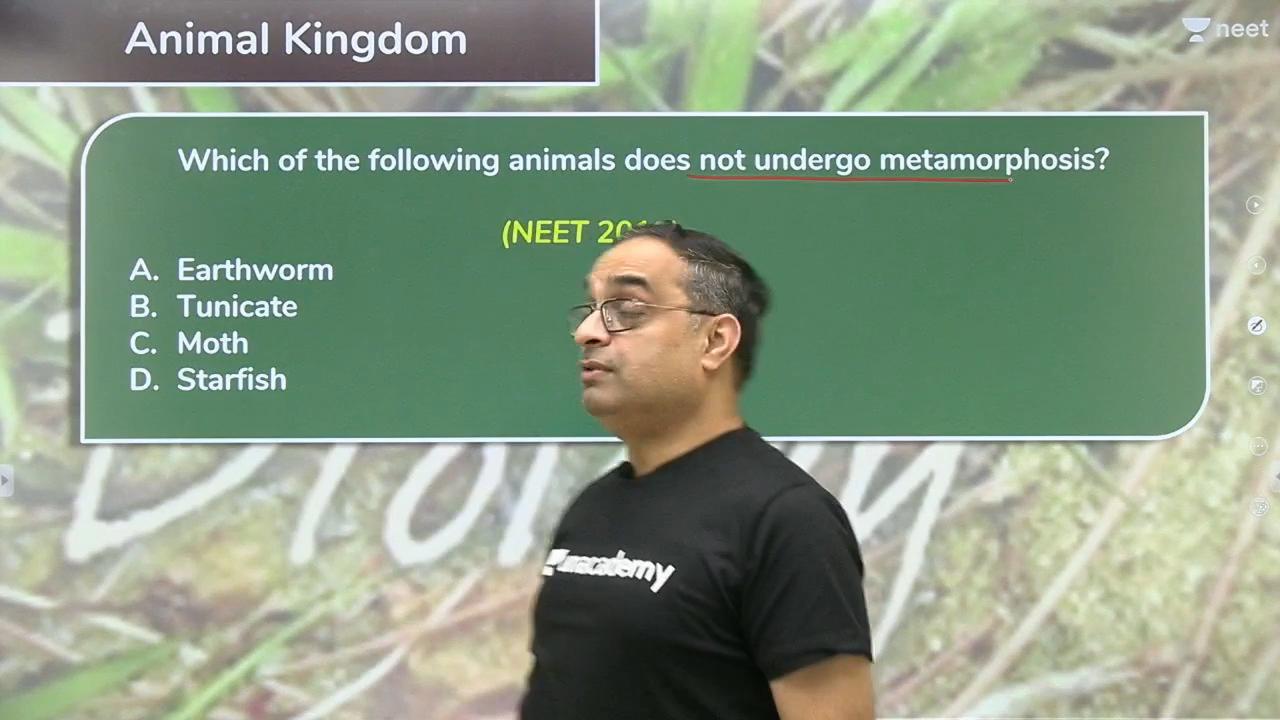 Animal Kingdom
neet
Which of the following animals does not undergo metamorphosis?
(NEET
A. Earthworm
B. Tunicate
C. Moth
D. Starfish
unacademy